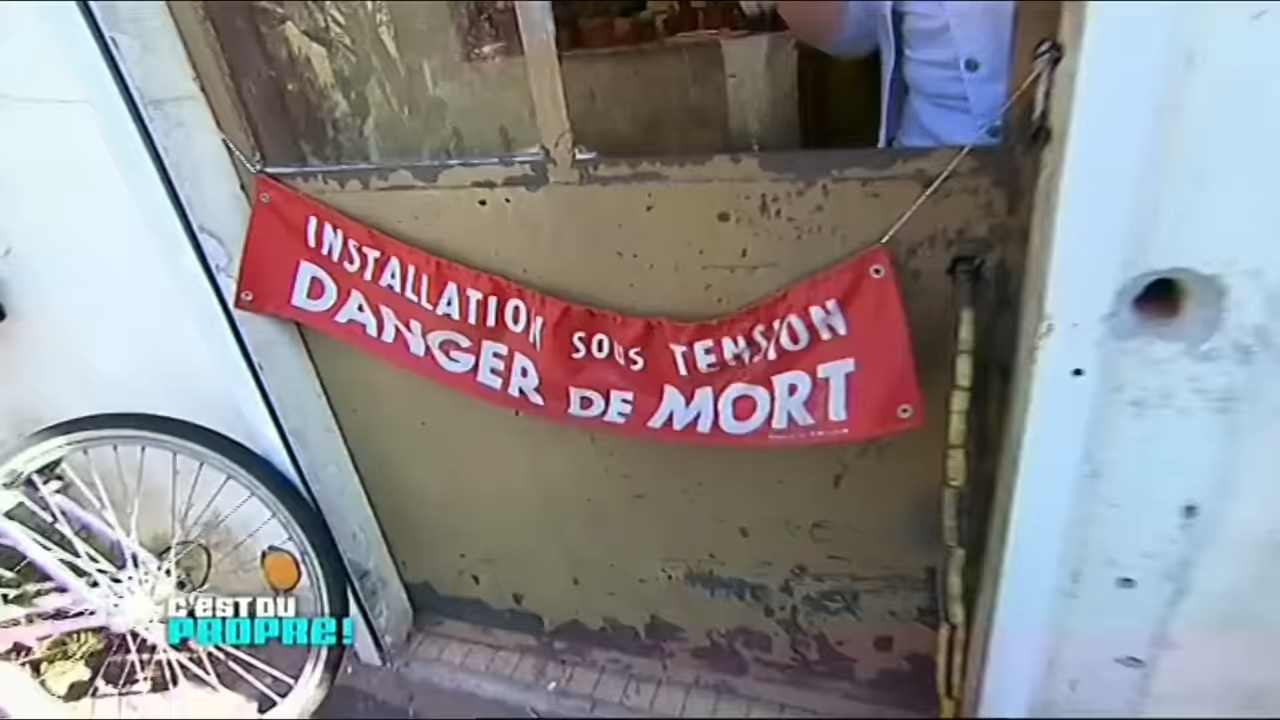 INSTALLATION SOUS TENSION
DANGER DE MORT
C'EST DU
PROPRE!